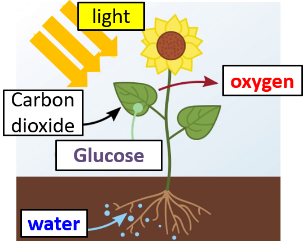 light
oxygen
Carbon
dioxide
Glucose
water